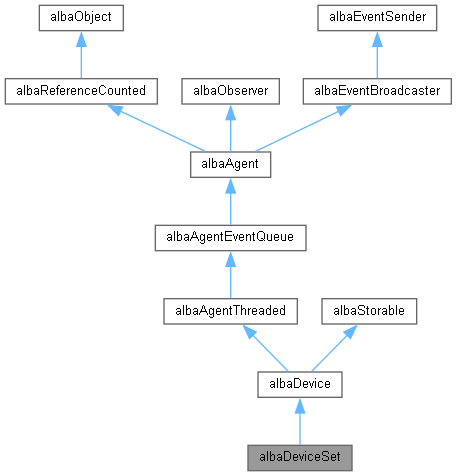 albaObject
albaEventSender
albaReferenceCounted
albaObserver
albaEventBroadcaster
albaAgent
albaAgentEventQueue
albaAgentThreaded
albaStorable
albaDevice
albaDeviceSet